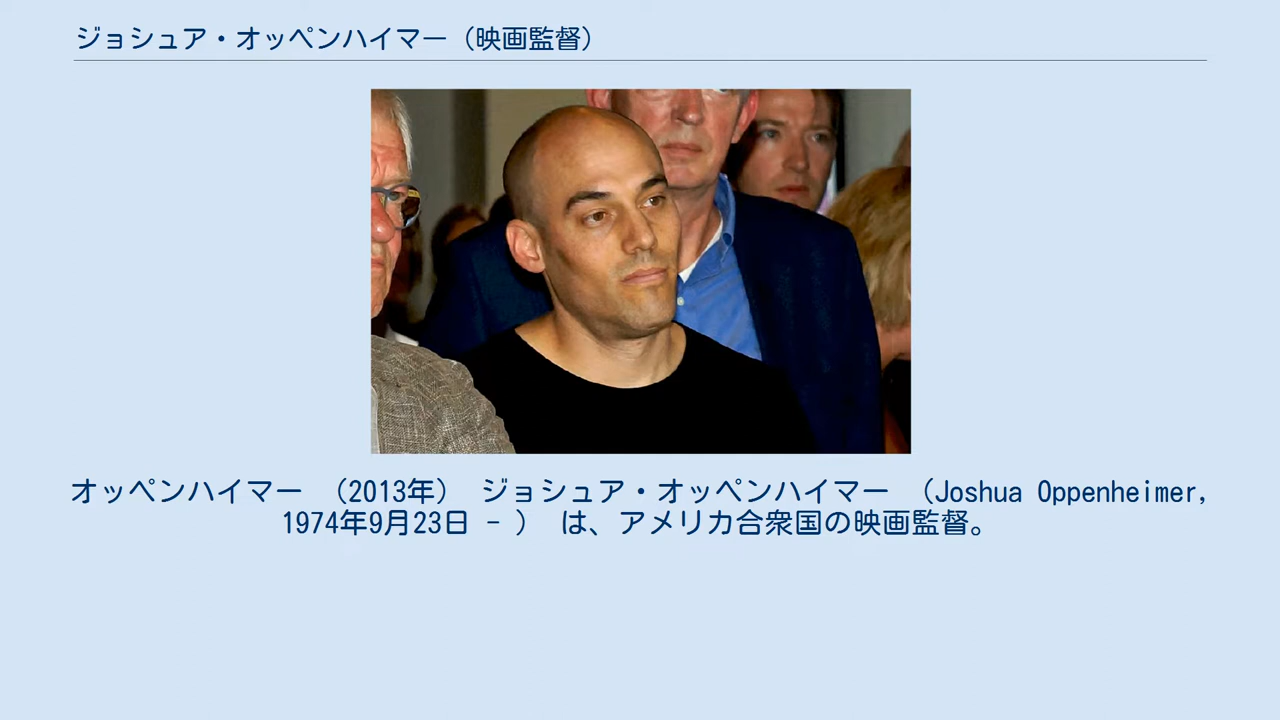 ジョシュア・オッペンハイマー（映画監督）
オッペンハイマー （2013年） ジョシュア・オッペンハイマー （Joshua Oppenheimer,
1974年9月23日 - ） は、アメリカ合衆国の映画監督。